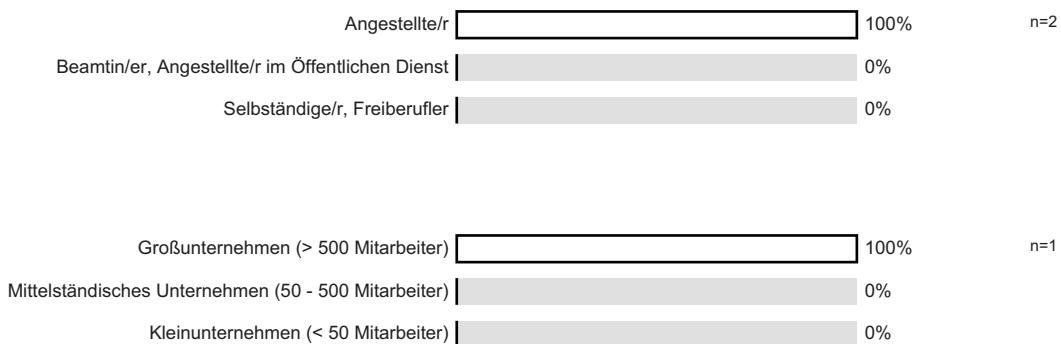 Angestellte/r 100% n=2
Beamtin/er, Angestellte/r im Öffentlichen Dienst 0%
Selbständige/r, Freiberufler 0%
Großunternehmen (> 500 Mitarbeiter) 100% n=1
Mittelständisches Unternehmen (50 - 500 Mitarbeiter) 0%
Kleinunternehmen (< 50 Mitarbeiter) 0%